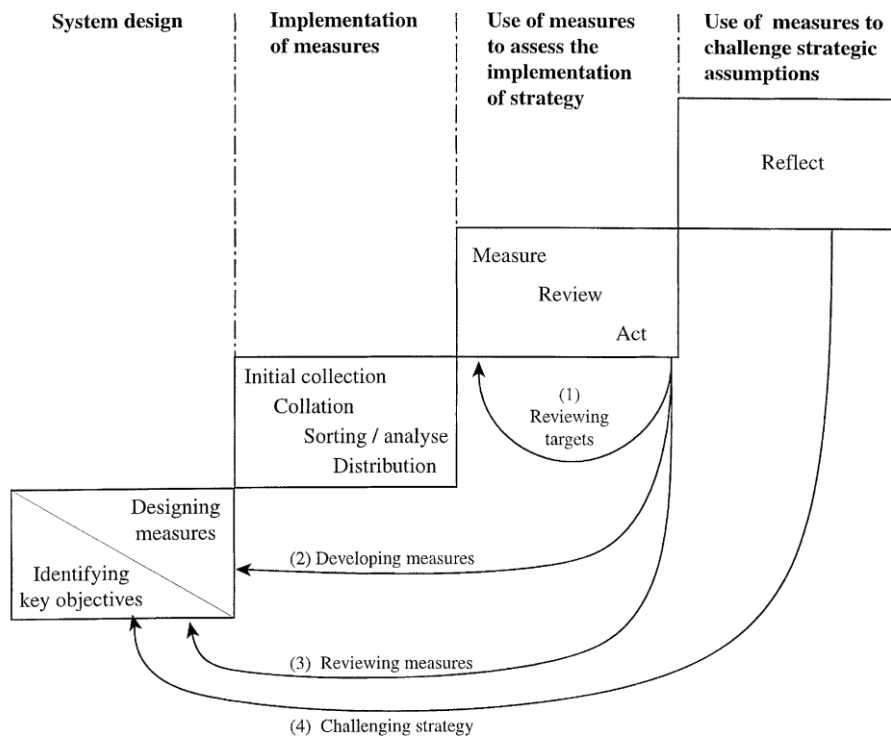 System design
Implementation
of measures
Use of measures
to assess the
implementation
of strategy
Use of measures to
challenge strategic
assumptions
Reflect
Measure
Review
Act
Initial collection
Collation
Sorting / analyse
Distribution
(1)
Reviewing
targets
Designing
measures
Identifying
key objectives
(2) Developing measures
(3) Reviewing measures
(4) Challenging strategy